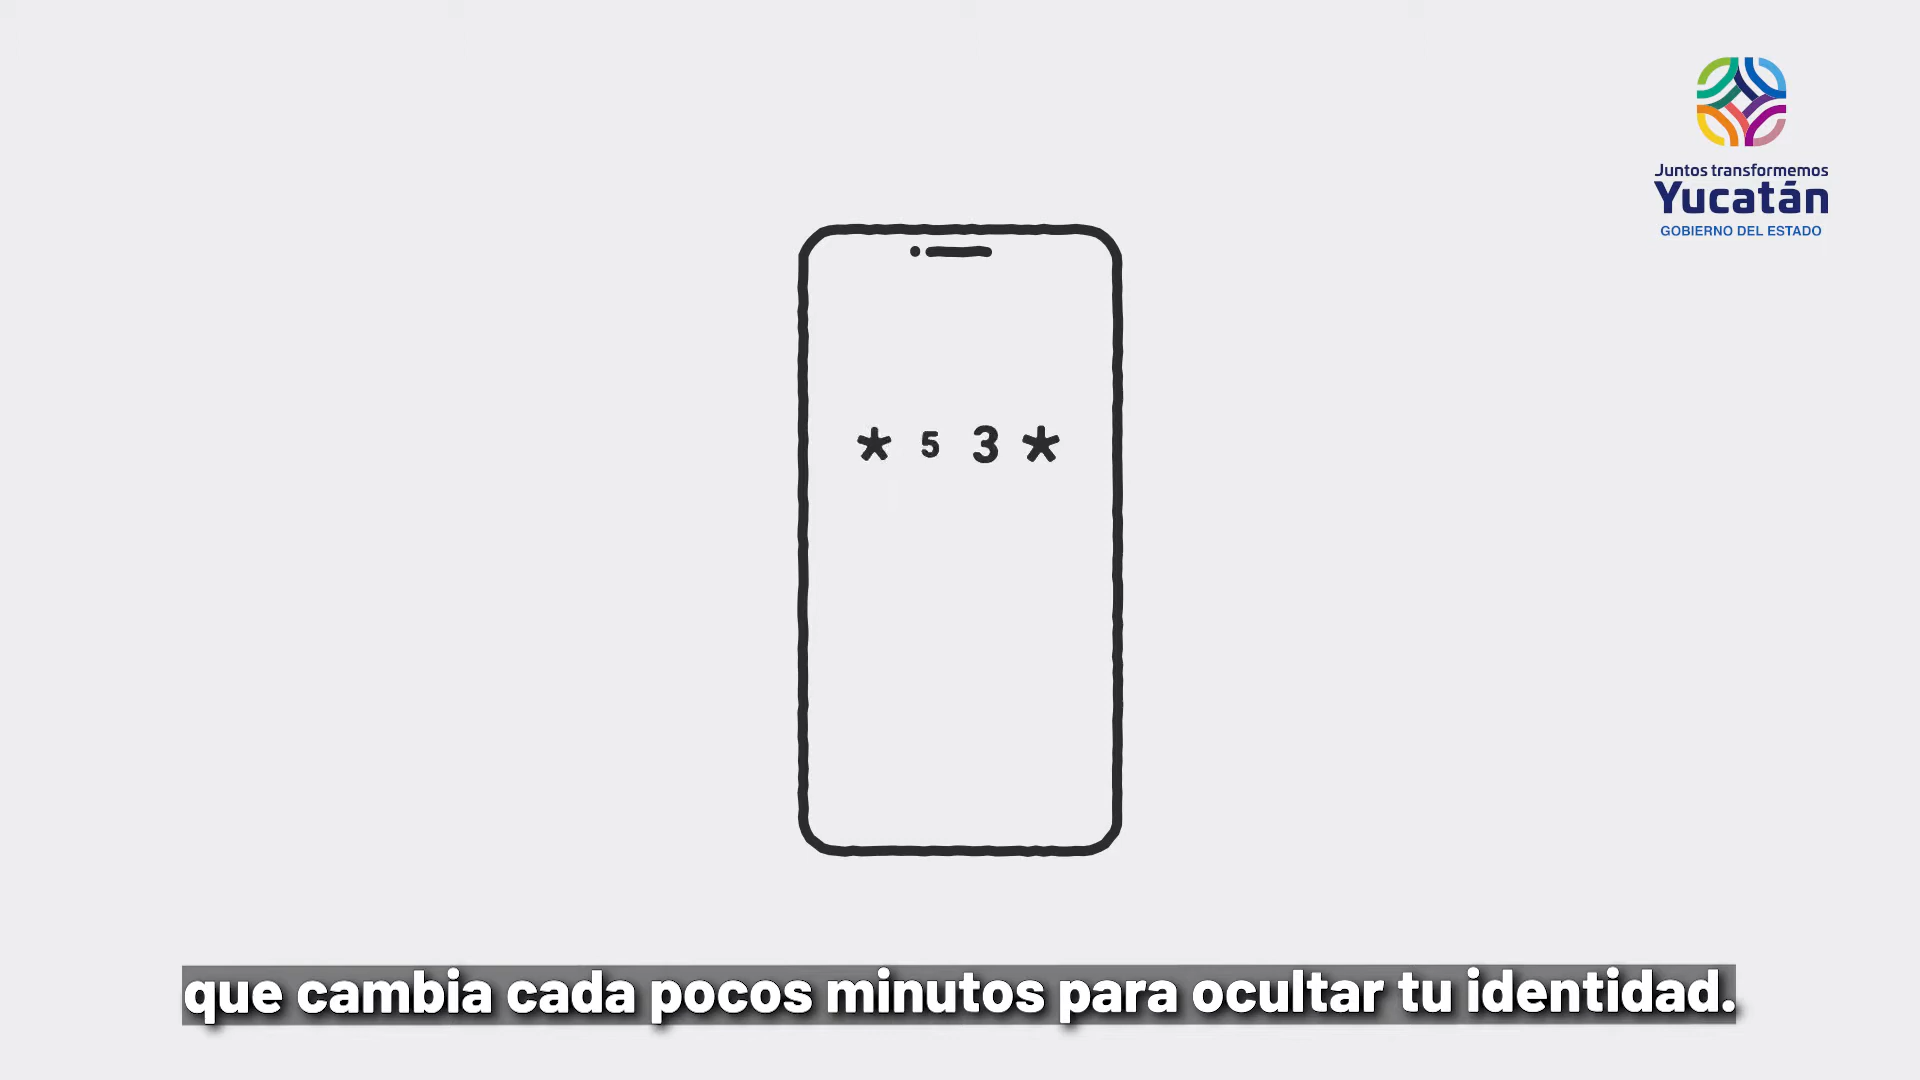 Juntos transformemos
Yucatán
GOBIERNO DEL ESTADO
* 5 3 *
que cambia cada pocos minutos para ocultar tu identidad.